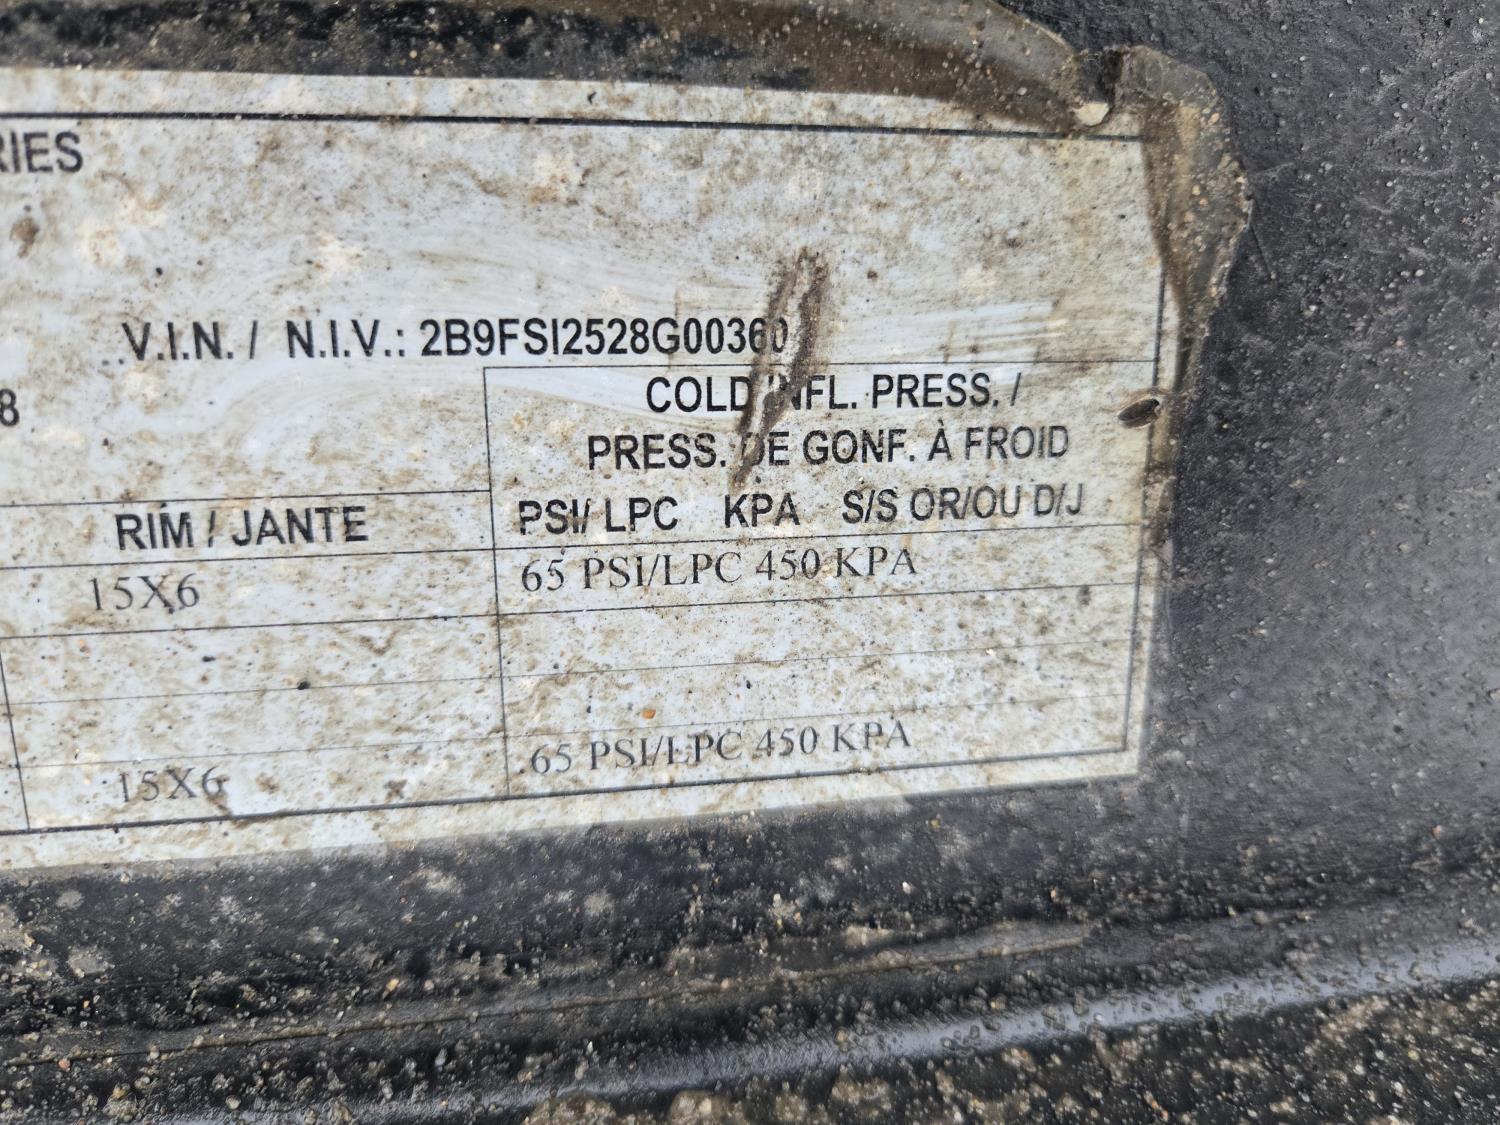 RIES
V.I.N. / N.I.V.: 2B9FSI2528G00360
8
COLD INFL. PRESS. /
PRESS. DE GONF. À FROID
RIM / JANTE
PSI/ LPC KPA S/S OR/OU D/J
15X6
65 PSI/LPC 450 KPA
15X6
65 PSI/LPC 450 KPA